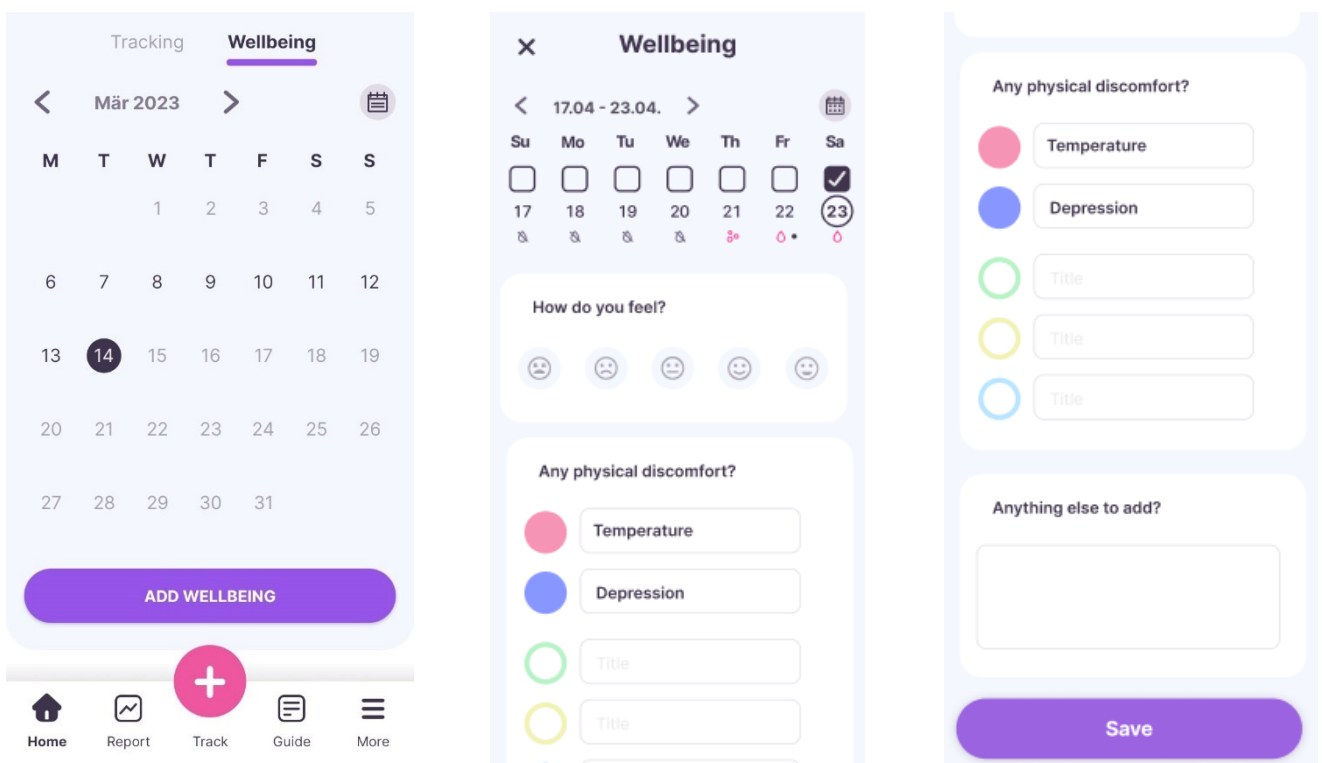 Tracking Wellbeing
Mär 2023
M T W T F S S
1 2 3 4 5
6 7 8 9 10 11 12
13 14 15 16 17 18 19
20 21 22 23 24 25 26
27 28 29 30 31
ADD WELLBEING
Home Report Track Guide More
Wellbeing
17.04 - 23.04.
Su Mo Tu We Th Fr Sa
17 18 19 20 21 22 23
How do you feel?
Any physical discomfort?
Temperature
Depression
Title
Title
Any physical discomfort?
Temperature
Depression
Title
Title
Title
Anything else to add?
Save